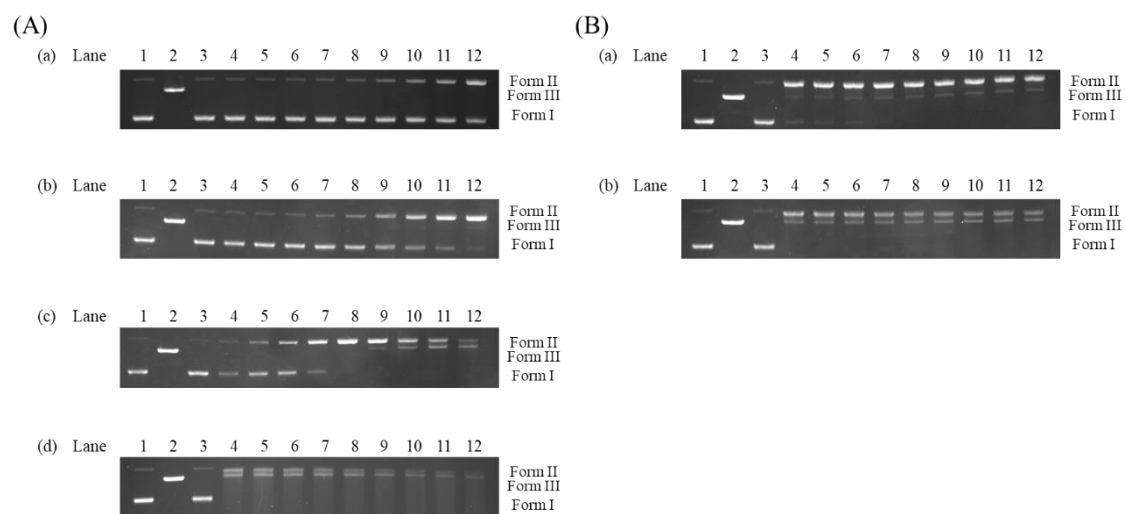 (A)
(a) Lane 1 2 3 4 5 6 7 8 9 10 11 12
Form II
Form III
Form I
(b) Lane 1 2 3 4 5 6 7 8 9 10 11 12
Form II
Form III
Form I
(c) Lane 1 2 3 4 5 6 7 8 9 10 11 12
Form II
Form III
Form I
(d) Lane 1 2 3 4 5 6 7 8 9 10 11 12
Form II
Form III
Form I
(B)
(a) Lane 1 2 3 4 5 6 7 8 9 10 11 12
Form II
Form III
Form I
(b) Lane 1 2 3 4 5 6 7 8 9 10 11 12
Form II
Form III
Form I